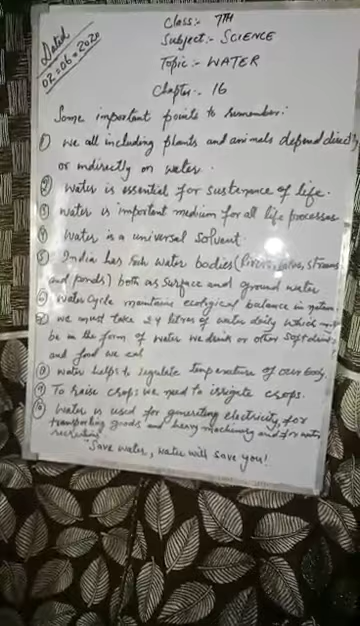 Dated
02-06-2020
Class:- 7TH
Subject:- SCIENCE
Topic:- WATER
Chapter:- 16
Some important points to remember:
① we all including plants and animals depend directly
or indirectly on water.
② Water is essential for sustenance of life.
③ Water is important medium for all life processes
④ Water is a universal solvent.
⑤ India has rich water bodies (Rivers, lakes, streams
and ponds) both as surface and ground water
⑥ Water cycle maintains ecological balance in nature
⑦ we must take 2-4 litres of water daily which must
be in the form of water we drink or other soft drinks
and food we eat
⑧ water helps to regulate temperature of our body.
⑨ To raise crops we need to irrigate crops.
⑩ Water is used for generating electricity, for
transporting goods and heavy machinery and for water
Save water, water will save you!